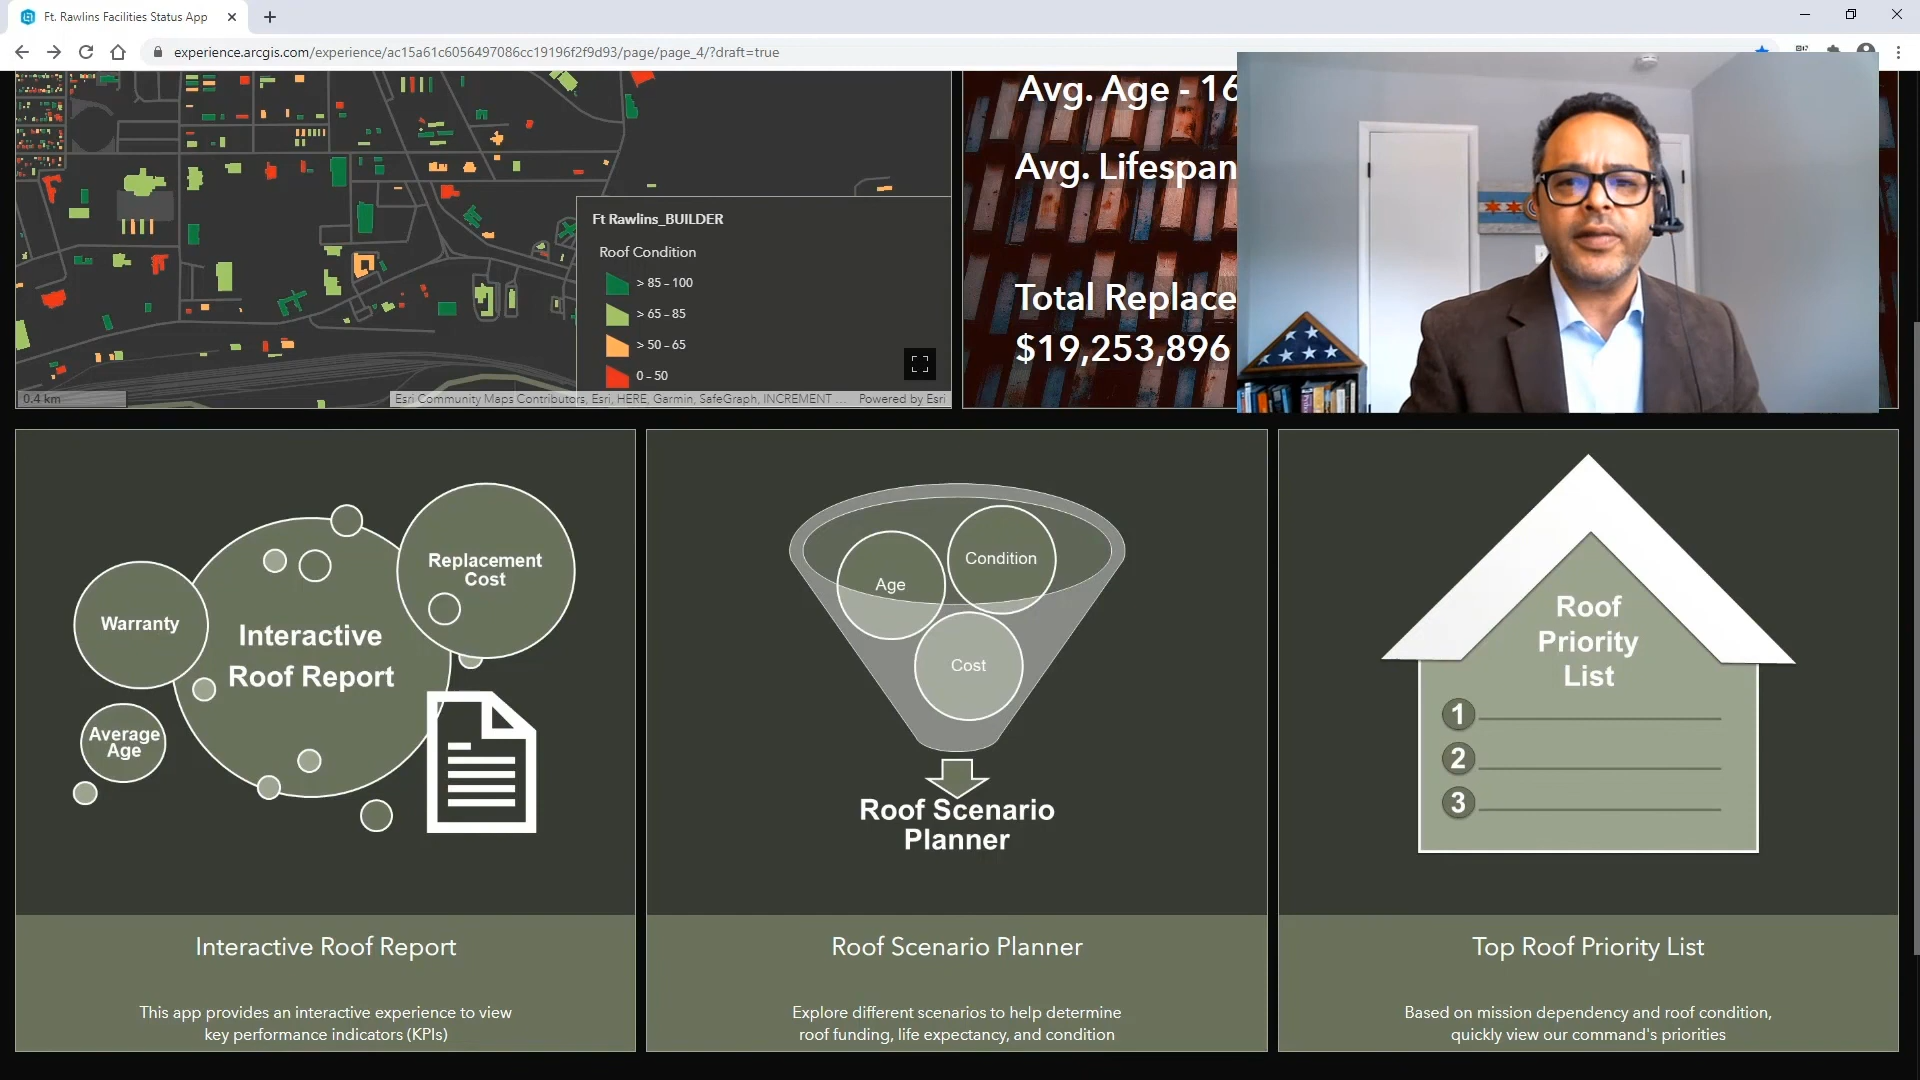 Ft. Rawlins Facilities Status App
experience.arcgis.com/experience/ac15a61c6056497086cc19196f2f9d93/page/page_4/?draft=true
Ft Rawlins_BUILDER
Roof Condition
> 85 – 100
> 65 – 85
> 50 – 65
0 – 50
0.4 km
Esri Community Maps Contributors, Esri, HERE, Garmin, SafeGraph, INCREMENT ...
Powered by Esri
Avg. Age - 16
Avg. Lifespan
Total Replace
$19,253,896
Warranty
Replacement
Cost
Interactive
Roof Report
Average
Age
Interactive Roof Report
This app provides an interactive experience to view
key performance indicators (KPIs)
Age
Condition
Cost
Roof Scenario
Planner
Roof Scenario Planner
Explore different scenarios to help determine
roof funding, life expectancy, and condition
Roof
Priority
List
1
2
3
Top Roof Priority List
Based on mission dependency and roof condition,
quickly view our command's priorities